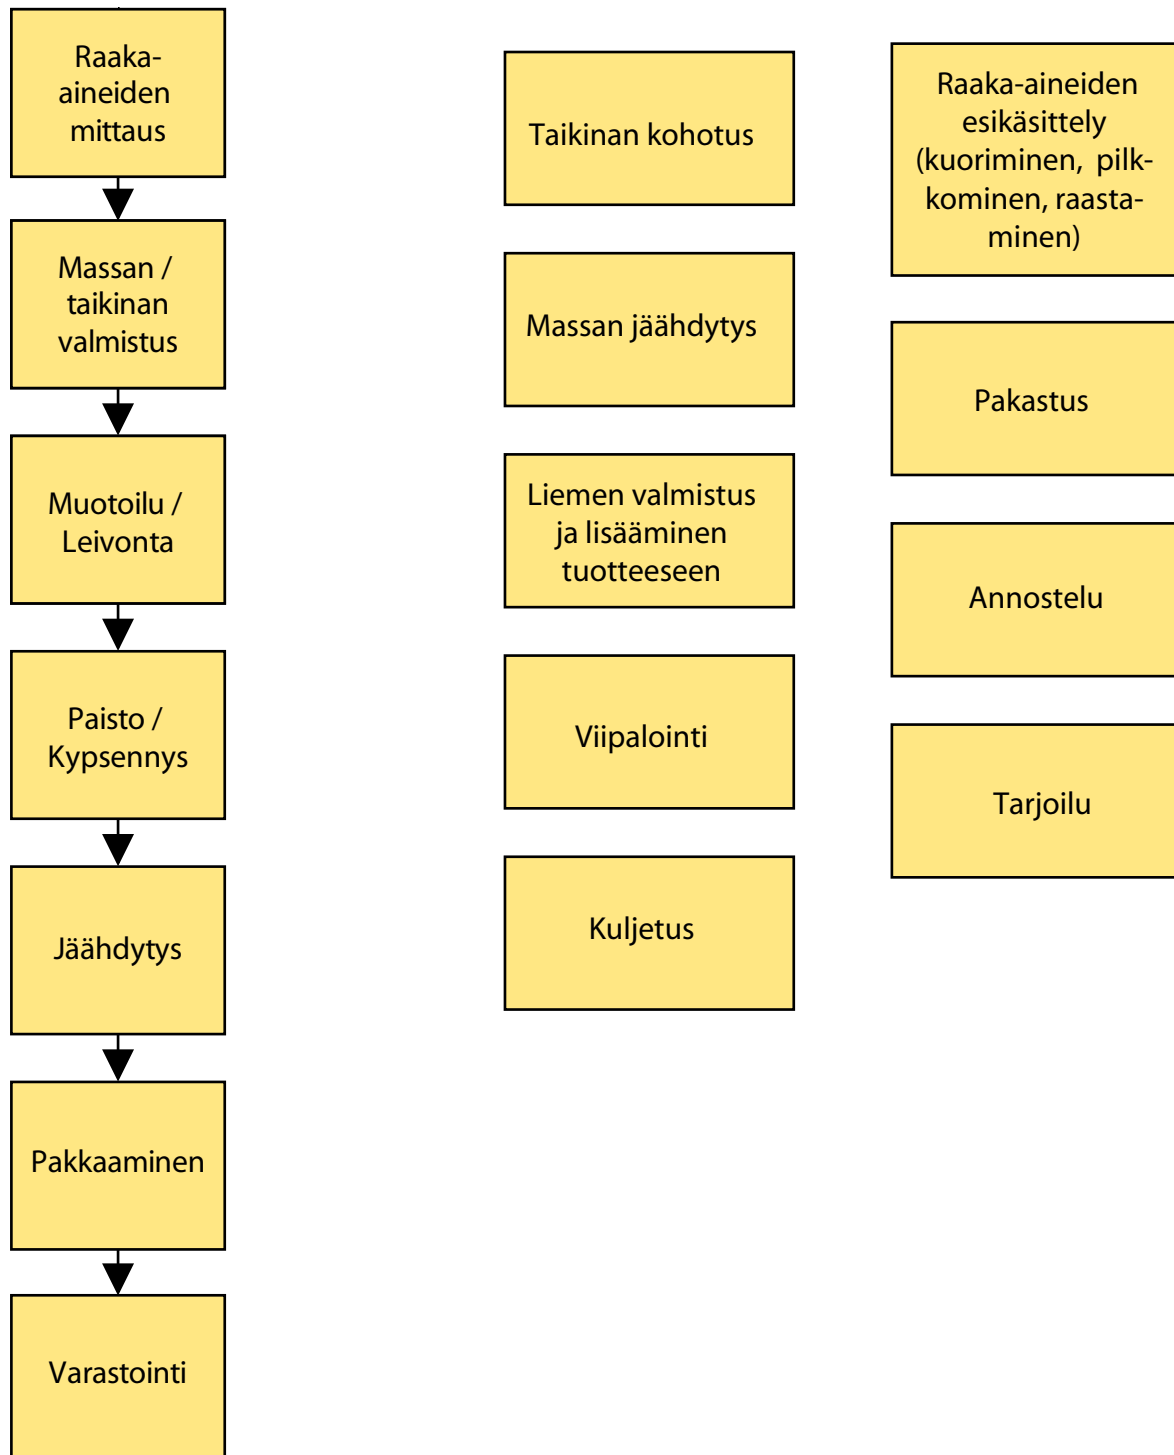 Raaka-
aineiden
mittaus
Massan /
taikinan
valmistus
Muotoilu /
Leivonta
Paisto /
Kypsennys
Jäähdytys
Pakkaaminen
Varastointi
Taikinan kohotus
Massan jäähdytys
Liemen valmistus
ja lisääminen
tuotteeseen
Viipalointi
Kuljetus
Raaka-aineiden
esikäsittely
(kuoriminen, pilk-
kominen, raasta-
minen)
Pakastus
Annostelu
Tarjoilu